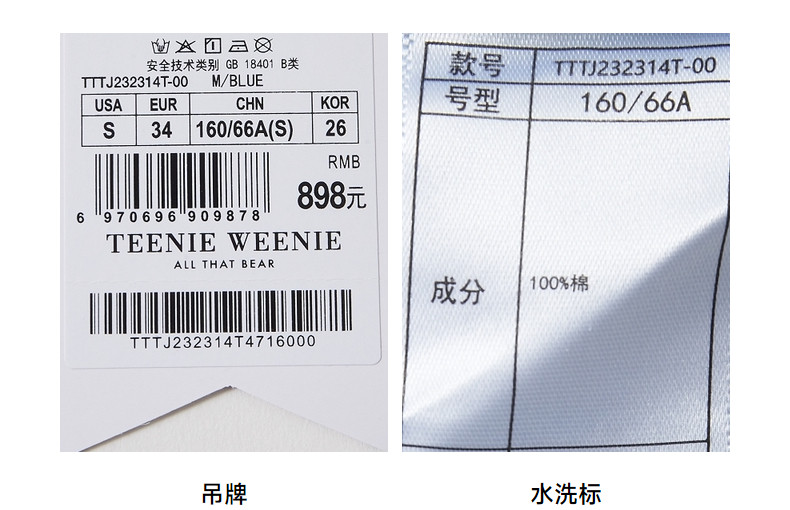 安全技术类别 GB 18401 B类
TTTJ232314T-00 M/BLUE
USA EUR CHN KOR
S 34 160/66A(S) 26
RMB
898元
6 970696 909878
TEENIE WEENIE
ALL THAT BEAR
TTTJ232314T4716000
款号 TTTJ232314T-00
号型 160/66A
成分 100%棉
吊牌
水洗标